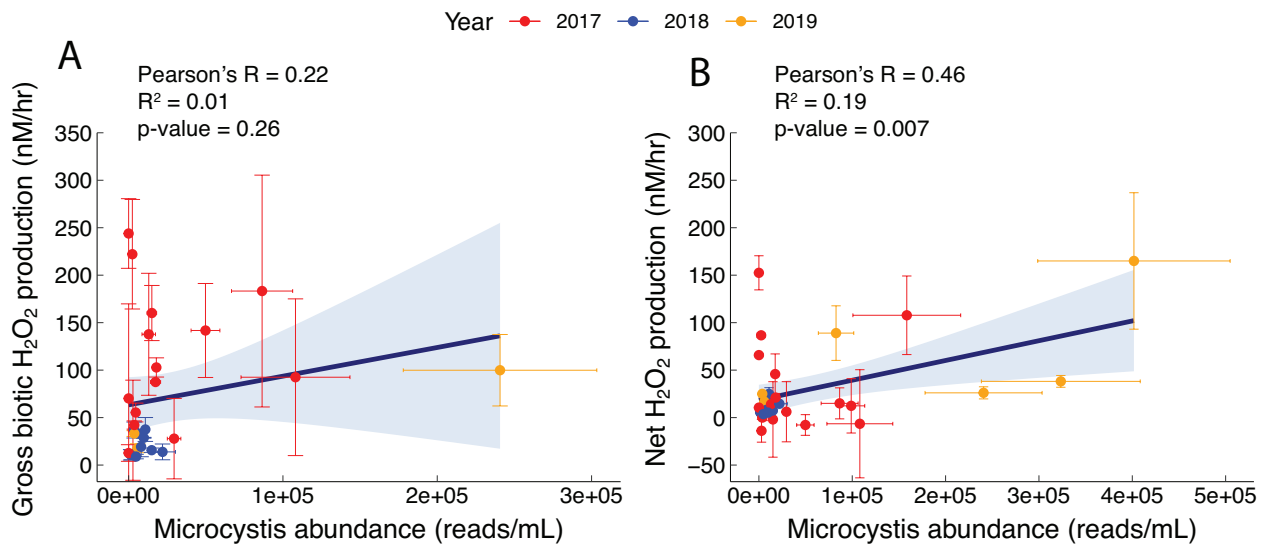 Year 2017 2018 2019
A
Pearson's R = 0.22
R² = 0.01
p-value = 0.26
Gross biotic H₂O₂ production (nM/hr)
350
300
250
200
150
100
50
0
0e+00 1e+05 2e+05 3e+05
Microcystis abundance (reads/mL)
B
Pearson's R = 0.46
R² = 0.19
p-value = 0.007
Net H₂O₂ production (nM/hr)
300
250
200
150
100
50
0
−50
0e+00 1e+05 2e+05 3e+05 4e+05 5e+05
Microcystis abundance (reads/mL)